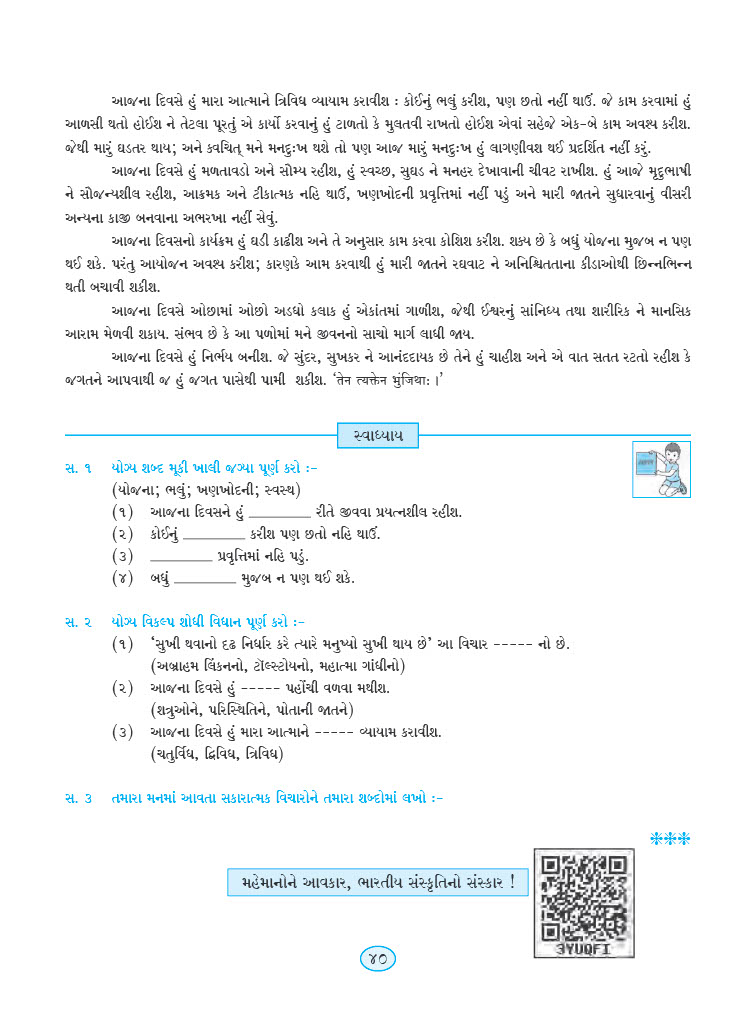 આજના દિવસે હું મારા આત્માને ત્રિવિધ વ્યાયામ કરાવીશ : કોઈનું ભલું કરીશ, પણ છતો નહીં થાઉં. જે કામ કરવામાં હું
આળસી થતો હોઈશ ને તેટલા પૂરતું એ કાર્યો કરવાનું હું ટાળતો કે મુલતવી રાખતો હોઈશ એવાં સહેજે એક-બે કામ અવશ્ય કરીશ.
જેથી મારું ઘડતર થાય; અને કવચિત્ મને મનદુઃખ થશે તો પણ આજ મારું મનદુઃખ હું લાગણીવશ થઈ પ્રદર્શિત નહીં કરું.
આજના દિવસે હું મળતાવડો અને સૌમ્ય રહીશ, હું સ્વચ્છ, સુઘડ ને મનહર દેખાવાની ચીવટ રાખીશ. હું આજે મૃદુભાષી
ને સૌજન્યશીલ રહીશ, આક્રમક અને ટીકાત્મક નહિ થાઉં, ખણખોદની પ્રવૃત્તિમાં નહીં પડું અને મારી જાતને સુધારવાનું વીસરી
અન્યના કાજી બનવાના અભરખા નહીં સેવું.
આજના દિવસનો કાર્યક્રમ હું ઘડી કાઢીશ અને તે અનુસાર કામ કરવા કોશિશ કરીશ. શક્ય છે કે બધું યોજના મુજબ ન પણ
થઈ શકે. પરંતુ આયોજન અવશ્ય કરીશ; કારણકે આમ કરવાથી હું મારી જાતને રઘવાટ ને અનિશ્ચિતતાના કીડાઓથી છિન્નભિન્ન
થતી બચાવી શકીશ.
આજના દિવસે ઓછામાં ઓછો અડધો કલાક હું એકાંતમાં ગાળીશ, જેથી ઈશ્વરનું સાંનિધ્ય તથા શારીરિક ને માનસિક
આરામ મેળવી શકાય. સંભવ છે કે આ પળોમાં મને જીવનનો સાચો માર્ગ લાધી જાય.
આજના દિવસે હું નિર્ભય બનીશ. જે સુંદર, સુખકર ને આનંદદાયક છે તેને હું ચાહીશ અને એ વાત સતત રટતો રહીશ કે
જગતને આપવાથી જ હું જગત પાસેથી પામી શકીશ. ‘तेन त्यक्तेन भुंजिथाः ।’
સ્વાધ્યાય
સ. ૧ યોગ્ય શબ્દ મૂકી ખાલી જગ્યા પૂર્ણ કરો :-
(યોજના; ભલું; ખણખોદની; સ્વસ્થ)
(૧) આજના દિવસને હું ________ રીતે જીવવા પ્રયત્નશીલ રહીશ.
(૨) કોઈનું ________ કરીશ પણ છતો નહિ થાઉં.
(૩) ________ પ્રવૃત્તિમાં નહિ પડું.
(૪) બધું ________ મુજબ ન પણ થઈ શકે.
સ. ૨ યોગ્ય વિકલ્પ શોધી વિધાન પૂર્ણ કરો :-
(૧) ‘સુખી થવાનો દૃઢ નિર્ધાર કરે ત્યારે મનુષ્યો સુખી થાય છે’ આ વિચાર ----- નો છે.
(અબ્રાહમ લિંકનનો, ટૉલ્સ્ટોયનો, મહાત્મા ગાંધીનો)
(૨) આજના દિવસે હું ----- પહોંચી વળવા મથીશ.
(શત્રુઓને, પરિસ્થિતિને, પોતાની જાતને)
(૩) આજના દિવસે હું મારા આત્માને ----- વ્યાયામ કરાવીશ.
(ચતુર્વિધ, દ્વિવિધ, ત્રિવિધ)
સ. ૩ તમારા મનમાં આવતા સકારાત્મક વિચારોને તમારા શબ્દોમાં લખો :-
***
મહેમાનોને આવકાર, ભારતીય સંસ્કૃતિનો સંસ્કાર !
3YUQFI
૪૦